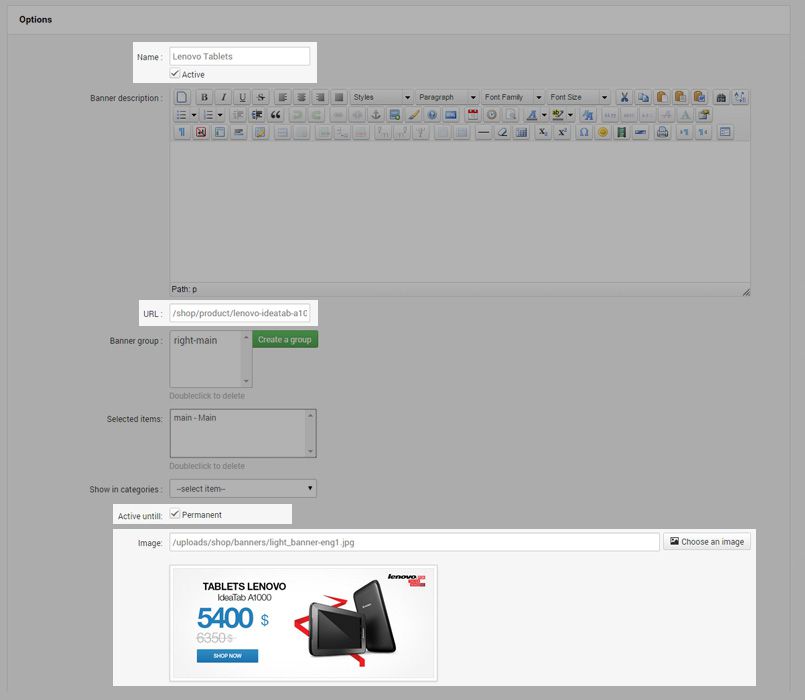 Options
Name : Lenovo Tablets
Active
Banner description :
B I U S Styles Paragraph Font Family Font Size
Path: p
URL : /shop/product/lenovo-ideatab-a10
Banner group : right-main Create a group
Doubleclick to delete
Selected items: main - Main
Doubleclick to delete
Show in categories : --select item--
Active untill: Permanent
Image: /uploads/shop/banners/light_banner-eng1.jpg Choose an image
lenovo
TABLETS LENOVO
IdeaTab A1000
5400 $
6350 $
SHOP NOW